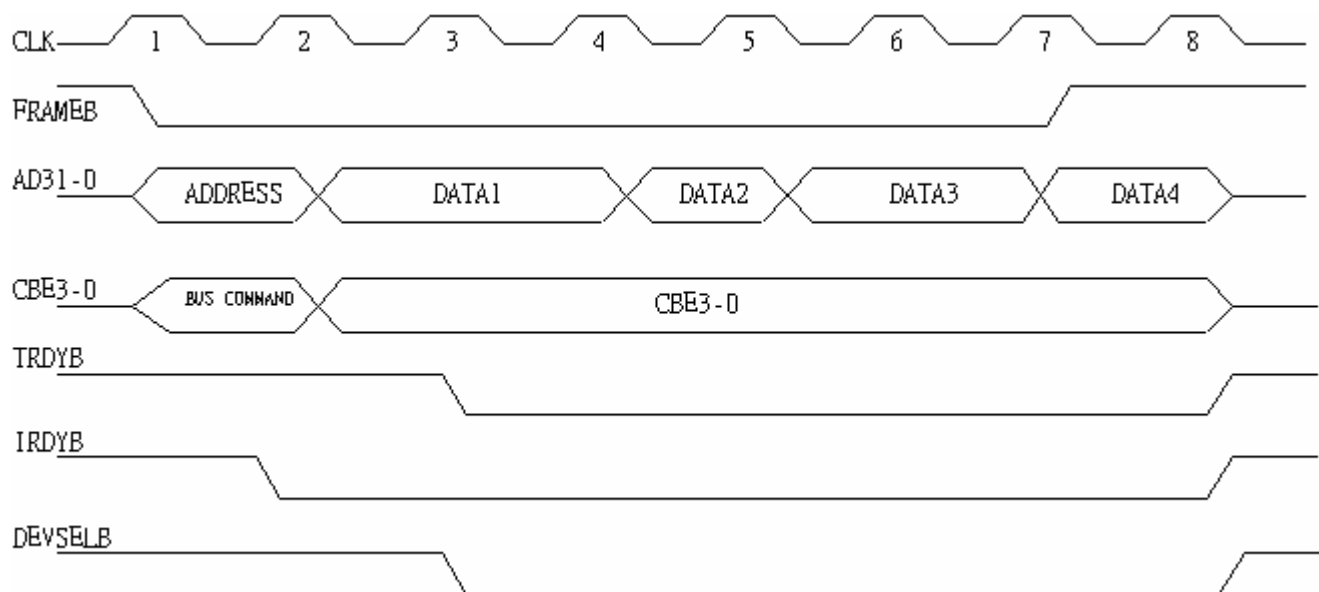 CLK 1 2 3 4 5 6 7 8
FRAMEB
AD31-0 ADDRESS DATA1 DATA2 DATA3 DATA4
CBE3-0 BUS COMMAND CBE3-0
TRDYB
IRDYB
DEVSELB